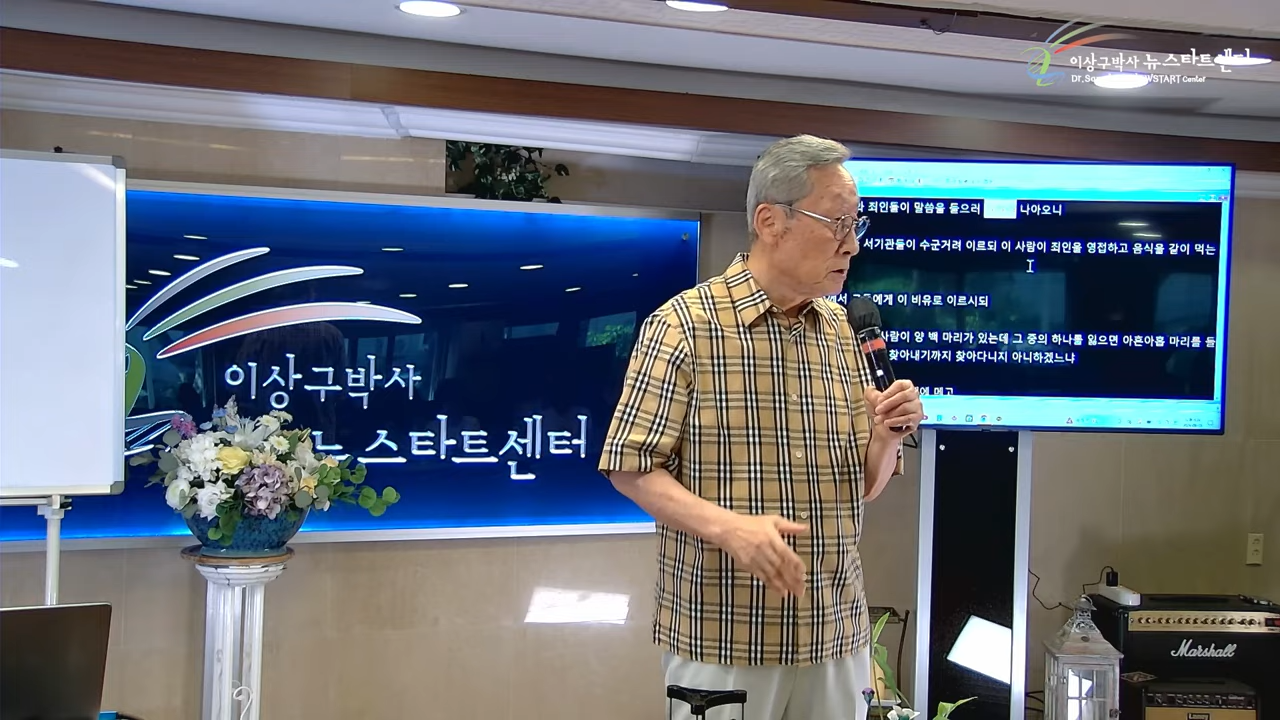 이상구박사 뉴스타트센터
Center
이상구박사
뉴스타트센터
죄인들이 말씀을 들으러 나아오니
서기관들이 수군거려 이르되 이 사람이 죄인을 영접하고 음식을 같이 먹는
에게 이 비유로 이르시되
사람이 양 백 마리가 있는데 그 중의 하나를 잃으면 아흔아홉 마리를 들
찾아내기까지 찾아다니지 아니하겠느냐
메고
Marshall